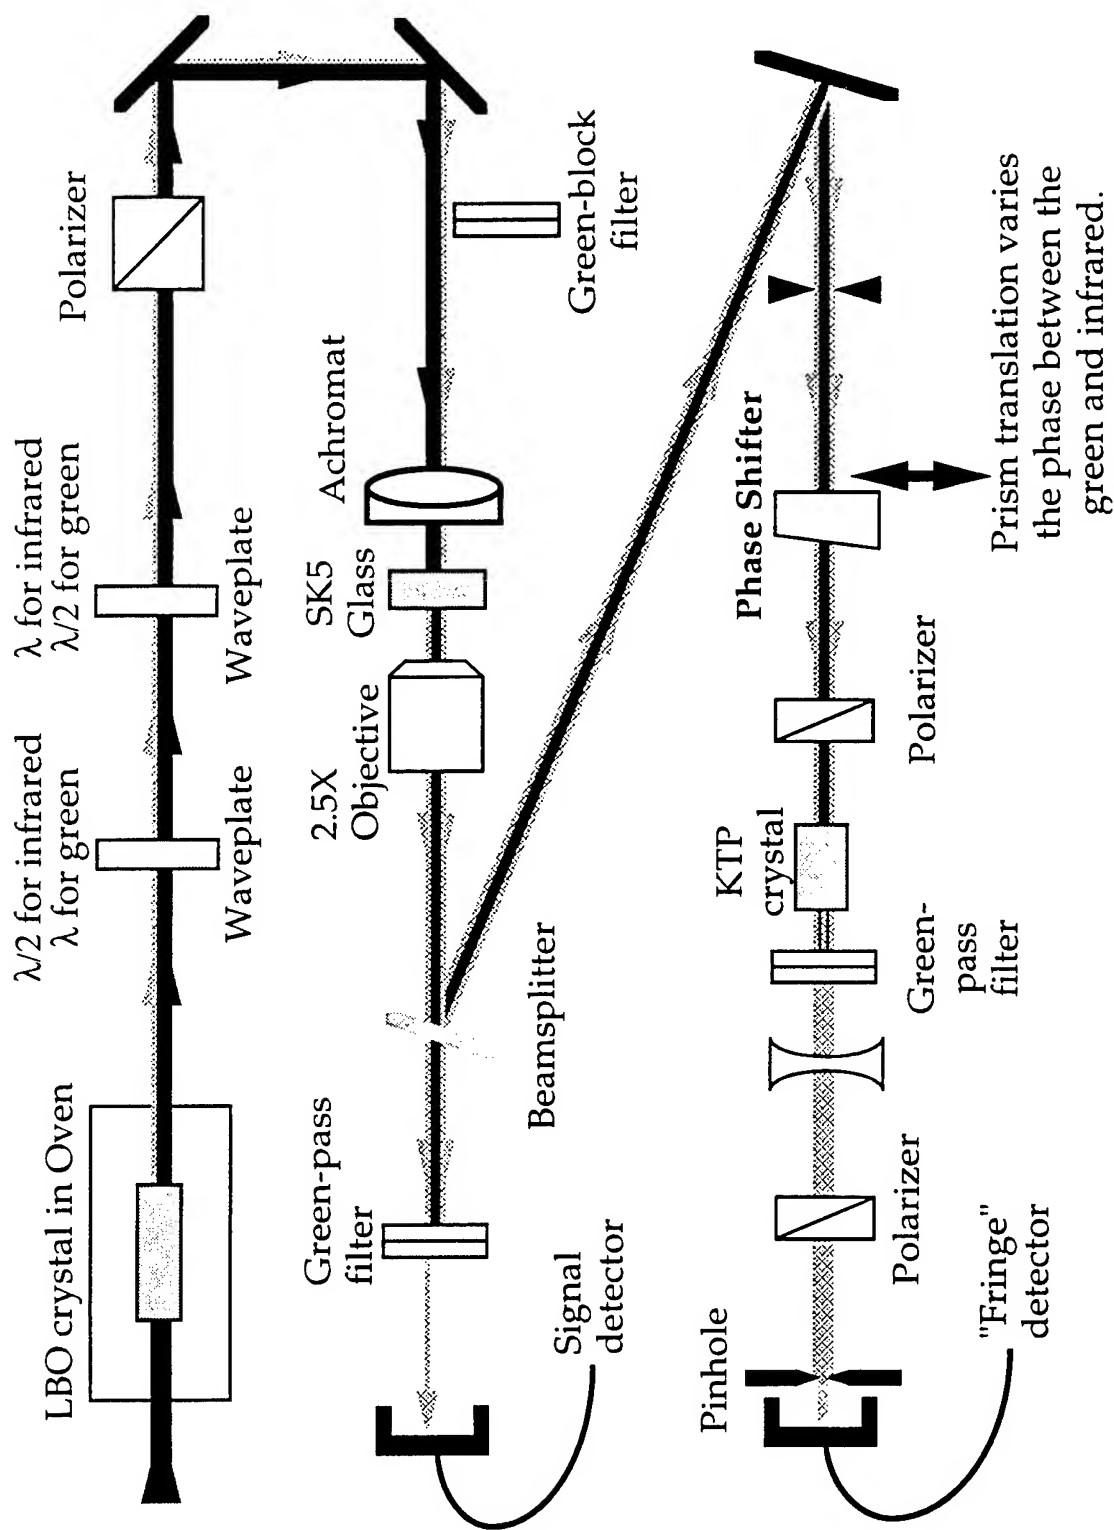 LBO crystal in Oven
λ/2 for infrared
λ for green
Waveplate
λ for infrared
λ/2 for green
Waveplate
Polarizer
Green-pass
filter
Signal
detector
Beamsplitter
2.5X
Objective
SK5
Glass
Achromat
Green-block
filter
Pinhole
"Fringe"
detector
Polarizer
Green-
pass
filter
KTP
crystal
Polarizer
Phase Shifter
Prism translation varies
the phase between the
green and infrared.